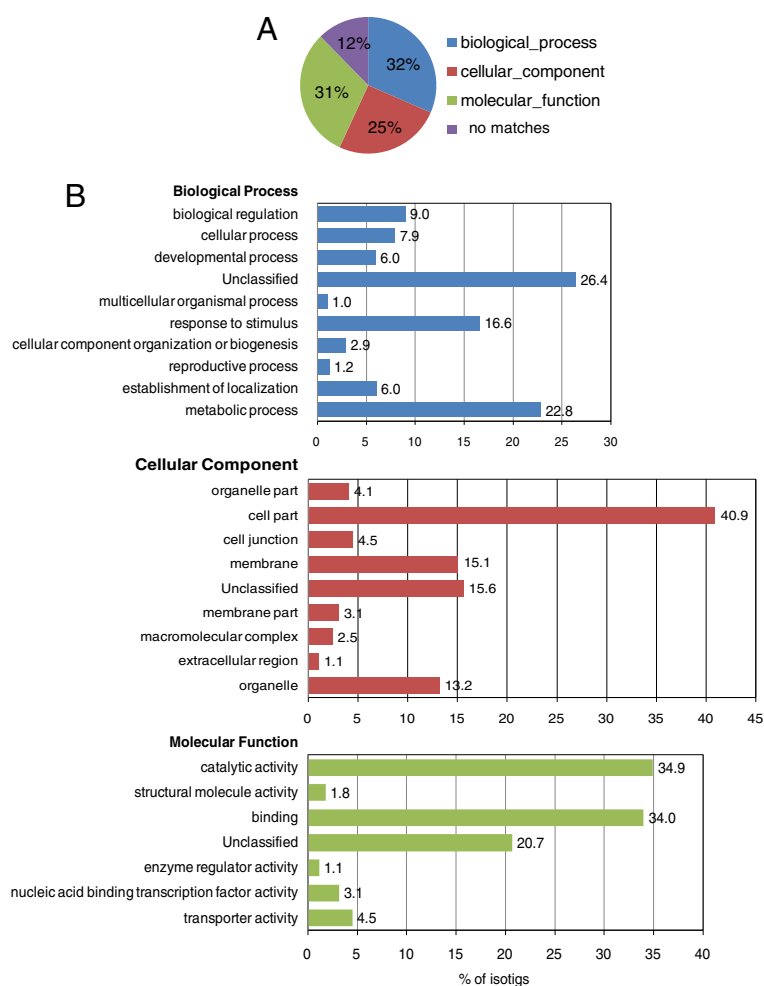 A
12%
32%
31%
25%
biological_process
cellular_component
molecular_function
no matches
B
Biological Process
biological regulation 9.0
cellular process 7.9
developmental process 6.0
Unclassified 26.4
multicellular organismal process 1.0
response to stimulus 16.6
cellular component organization or biogenesis 2.9
reproductive process 1.2
establishment of localization 6.0
metabolic process 22.8
0 5 10 15 20 25 30
Cellular Component
organelle part 4.1
cell part 40.9
cell junction 4.5
membrane 15.1
Unclassified 15.6
membrane part 3.1
macromolecular complex 2.5
extracellular region 1.1
organelle 13.2
0 5 10 15 20 25 30 35 40 45
Molecular Function
catalytic activity 34.9
structural molecule activity 1.8
binding 34.0
Unclassified 20.7
enzyme regulator activity 1.1
nucleic acid binding transcription factor activity 3.1
transporter activity 4.5
0 5 10 15 20 25 30 35 40
% of isotigs